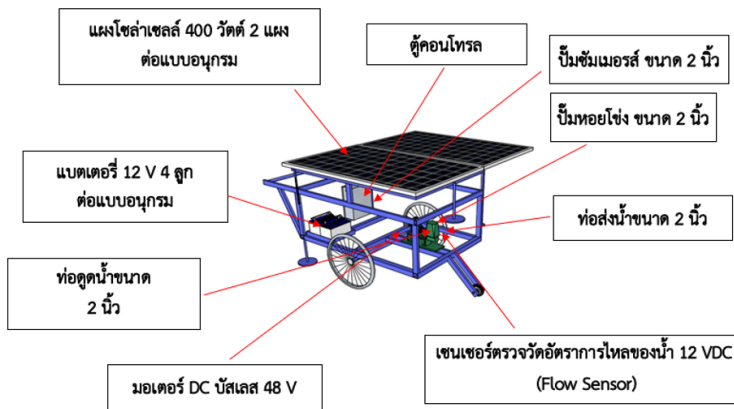 แผงโซล่าเซลล์ 400 วัตต์ 2 แผง
ต่อแบบอนุกรม
ตู้คอนโทรล
ปั๊มซัมเมอรส์ ขนาด 2 นิ้ว
ปั๊มหอยโข่ง ขนาด 2 นิ้ว
แบตเตอรี่ 12 V 4 ลูก
ต่อแบบอนุกรม
ท่อส่งน้ำขนาด 2 นิ้ว
ท่อดูดน้ำขนาด
2 นิ้ว
เซนเซอร์ตรวจวัดอัตราการไหลของน้ำ 12 VDC
(Flow Sensor)
มอเตอร์ DC บัสเลส 48 V